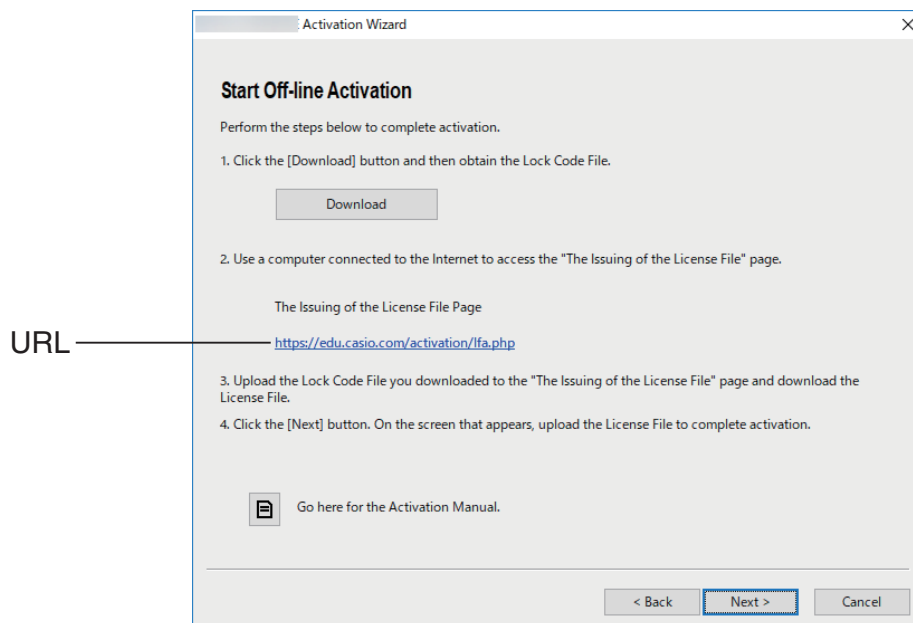 Activation Wizard
Start Off-line Activation
Perform the steps below to complete activation.
1. Click the [Download] button and then obtain the Lock Code File.
Download
2. Use a computer connected to the Internet to access the "The Issuing of the License File" page.
The Issuing of the License File Page
URL
https://edu.casio.com/activation/lfa.php
3. Upload the Lock Code File you downloaded to the "The Issuing of the License File" page and download the
License File.
4. Click the [Next] button. On the screen that appears, upload the License File to complete activation.
Go here for the Activation Manual.
< Back Next > Cancel